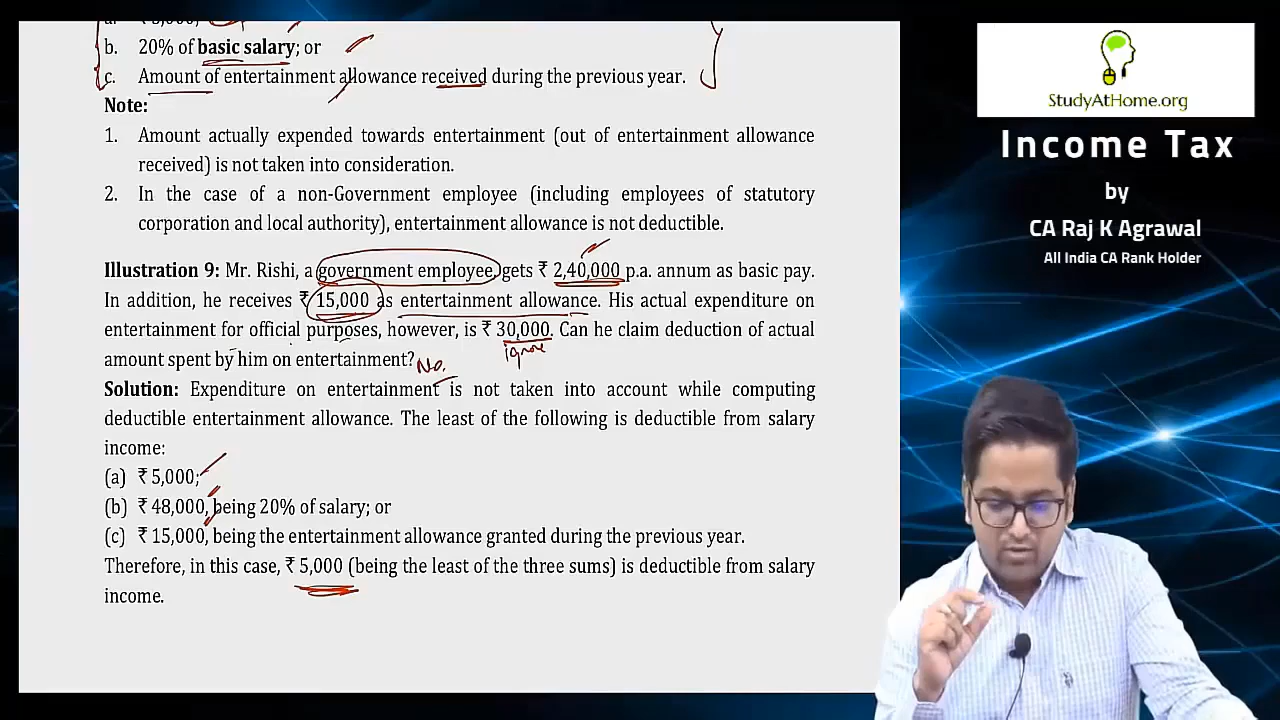 a. ₹ 5,000;
b. 20% of basic salary; or
c. Amount of entertainment allowance received during the previous year.
Note:
1. Amount actually expended towards entertainment (out of entertainment allowance
received) is not taken into consideration.
2. In the case of a non-Government employee (including employees of statutory
corporation and local authority), entertainment allowance is not deductible.
Illustration 9: Mr. Rishi, a government employee, gets ₹ 2,40,000 p.a. annum as basic pay.
In addition, he receives ₹ 15,000 as entertainment allowance. His actual expenditure on
entertainment for official purposes, however, is ₹ 30,000. Can he claim deduction of actual
ignore
amount spent by him on entertainment? No.
Solution: Expenditure on entertainment is not taken into account while computing
deductible entertainment allowance. The least of the following is deductible from salary
income:
(a) ₹ 5,000;
(b) ₹ 48,000, being 20% of salary; or
(c) ₹ 15,000, being the entertainment allowance granted during the previous year.
Therefore, in this case, ₹ 5,000 (being the least of the three sums) is deductible from salary
income.
StudyAtHome.org
Income Tax
by
CA Raj K Agrawal
All India CA Rank Holder